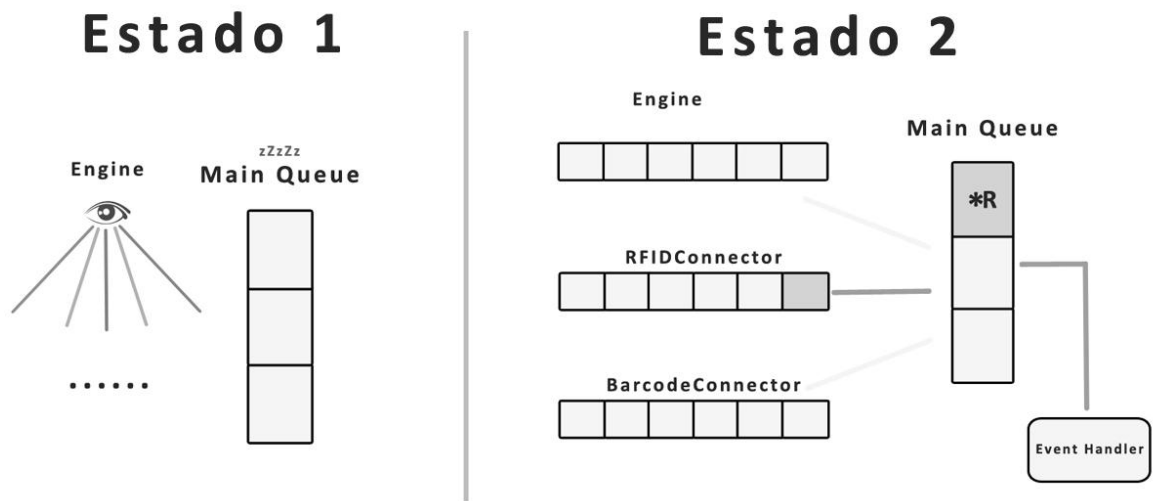 Estado 1
Engine
zZzZz
Main Queue
Estado 2
Engine
Main Queue
*R
RFIDConnector
BarcodeConnector
Event Handler